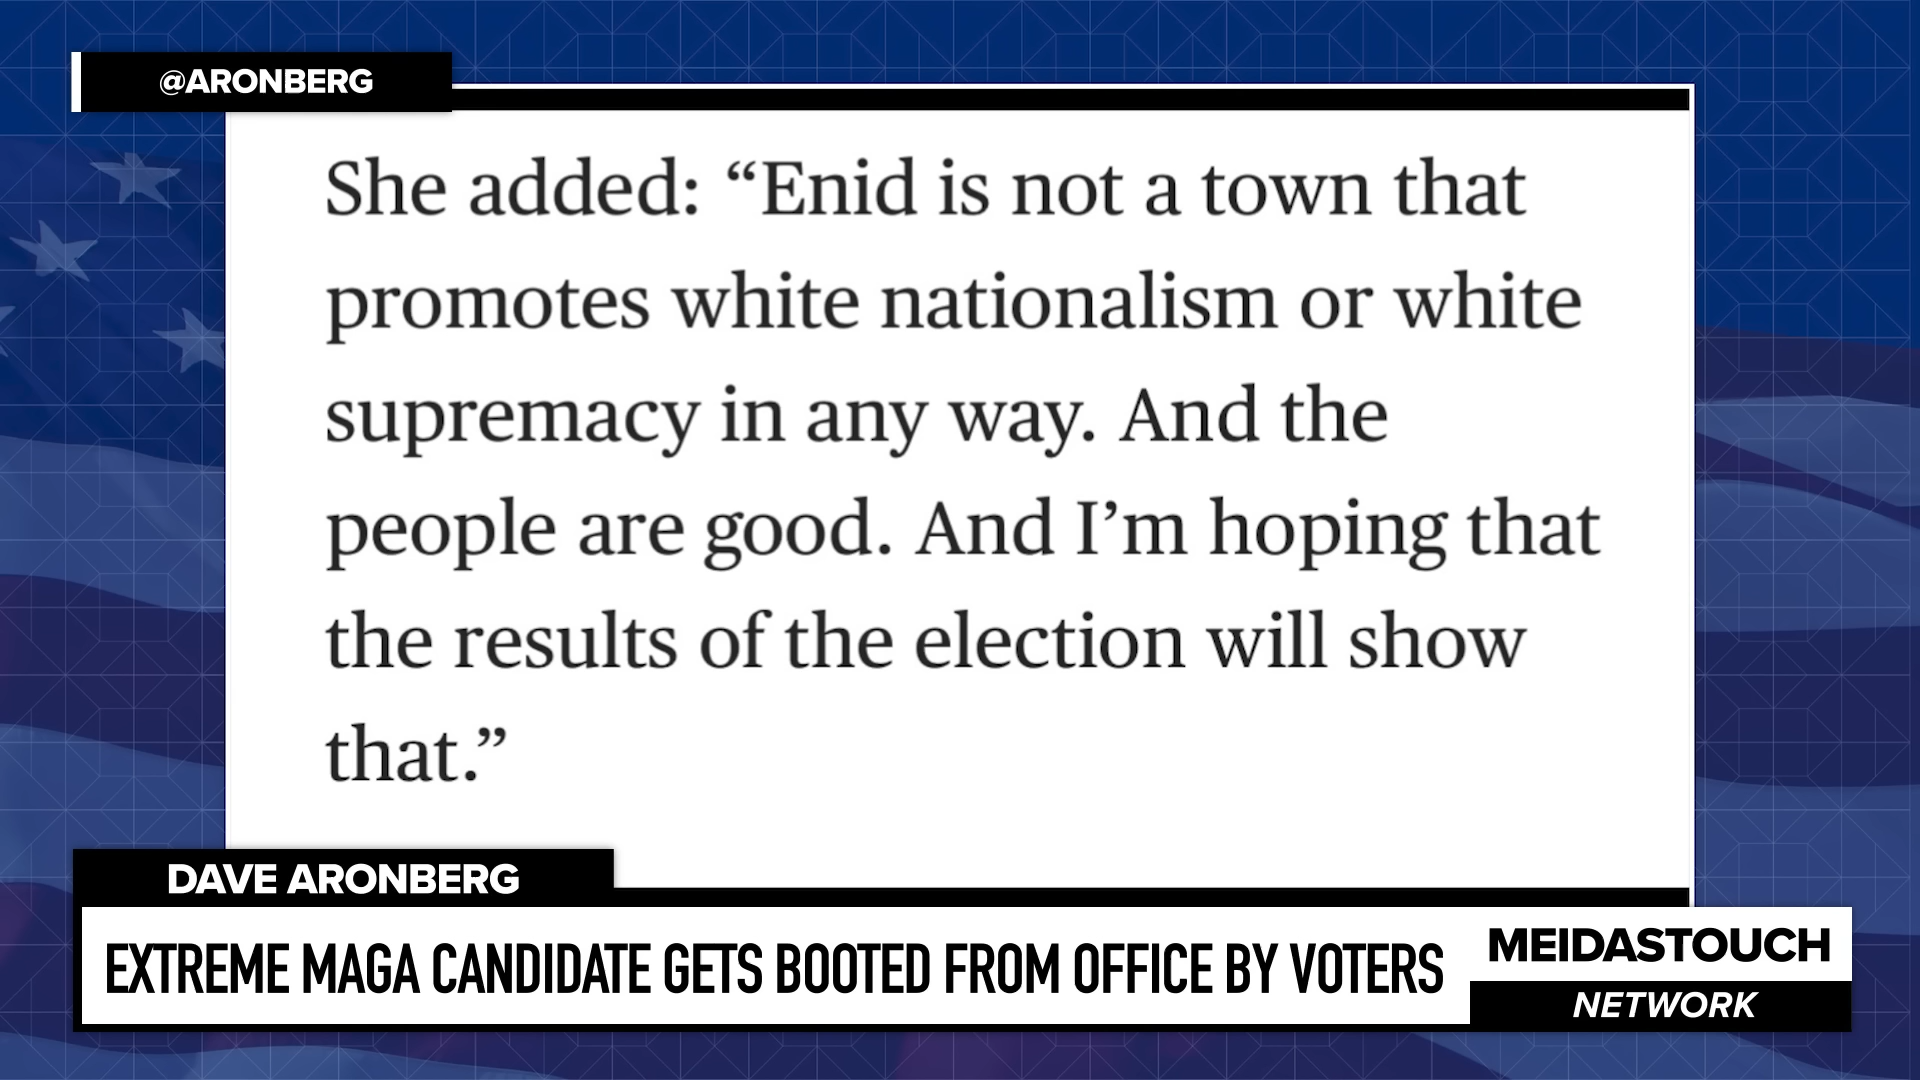 @ARONBERG
She added: “Enid is not a town that
promotes white nationalism or white
supremacy in any way. And the
people are good. And I’m hoping that
the results of the election will show
that.”
DAVE ARONBERG
EXTREME MAGA CANDIDATE GETS BOOTED FROM OFFICE BY VOTERS
MEIDASTOUCH
NETWORK